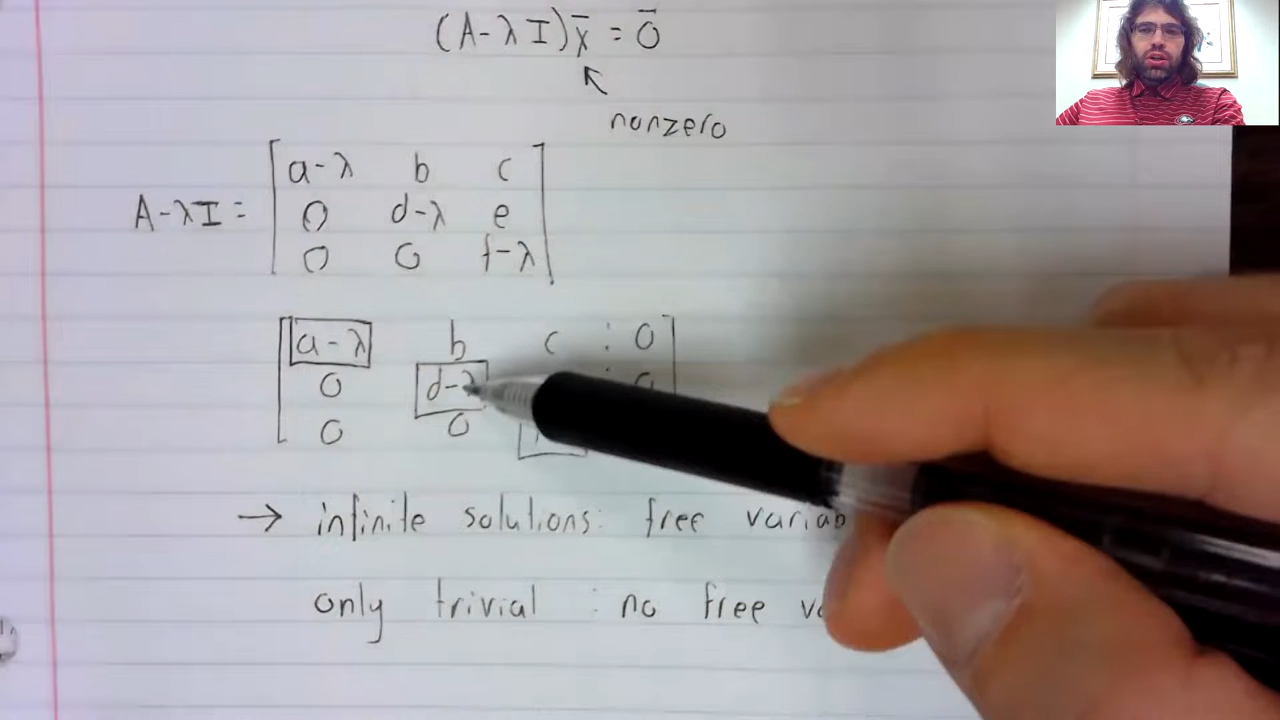 (A-λI)x̄ = 0̄
nonzero
A-λI = [a-λ b c
0 d-λ e
0 0 f-λ]
[a-λ b c : 0
0 d-λ
0 0
→ infinite solutions: free
only trivial : no free